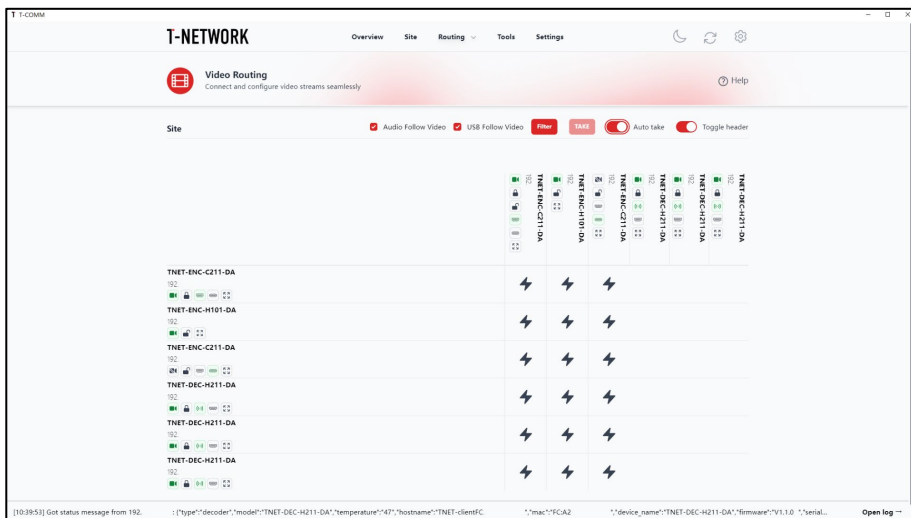 T T-COMM
T-NETWORK
Overview Site Routing Tools Settings
Video Routing
Connect and configure video streams seamlessly
Help
Site
Audio Follow Video USB Follow Video Filter TAKE Auto take Toggle header
192. TNET-ENC-C211-DA
192. TNET-ENC-H101-DA
192. TNET-ENC-C211-DA
192. TNET-DEC-H211-DA
192. TNET-DEC-H211-DA
192. TNET-DEC-H211-DA
TNET-ENC-C211-DA
192.
TNET-ENC-H101-DA
192.
TNET-ENC-C211-DA
192.
TNET-DEC-H211-DA
192.
TNET-DEC-H211-DA
192.
TNET-DEC-H211-DA
192.
[10:39:53] Got status message from 192. : {"type":"decoder","model":"TNET-DEC-H211-DA","temperature":"47","hostname":"TNET-clientFC ","mac":"FC:A2 ","device_name":"TNET-DEC-H211-DA","firmware":"V1.1.0 ","serial... Open log →